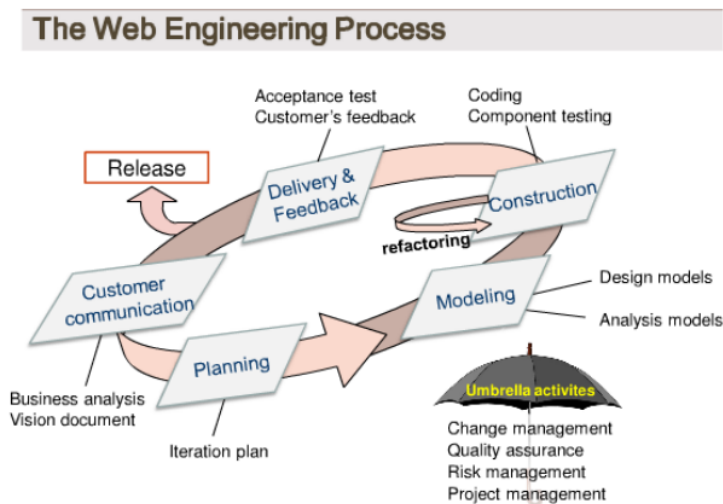 The Web Engineering Process
Acceptance test
Customer's feedback
Coding
Component testing
Release
Delivery &
Feedback
Construction
refactoring
Customer
communication
Modeling
Design models
Analysis models
Planning
Business analysis
Vision document
Iteration plan
Umbrella activites
Change management
Quality assurance
Risk management
Project management